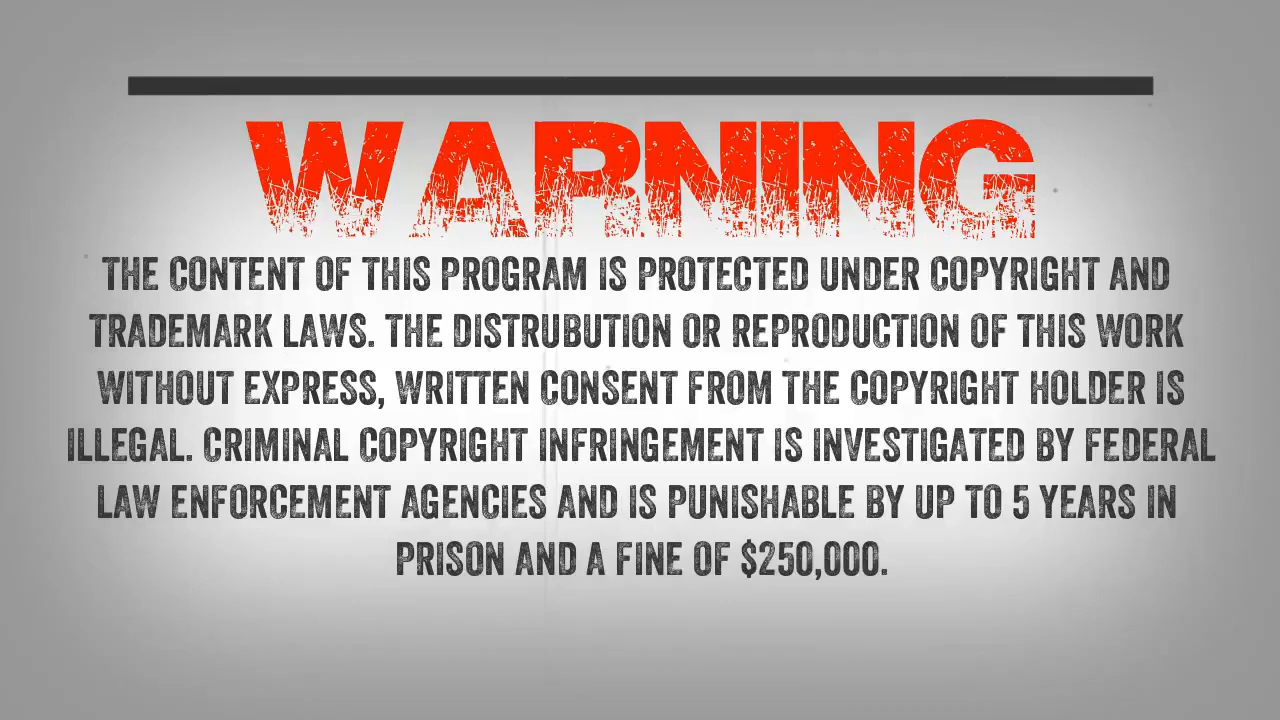 WARNING
THE CONTENT OF THIS PROGRAM IS PROTECTED UNDER COPYRIGHT AND
TRADEMARK LAWS. THE DISTRUBUTION OR REPRODUCTION OF THIS WORK
WITHOUT EXPRESS, WRITTEN CONSENT FROM THE COPYRIGHT HOLDER IS
ILLEGAL. CRIMINAL COPYRIGHT INFRINGEMENT IS INVESTIGATED BY FEDERAL
LAW ENFORCEMENT AGENCIES AND IS PUNISHABLE BY UP TO 5 YEARS IN
PRISON AND A FINE OF $250,000.